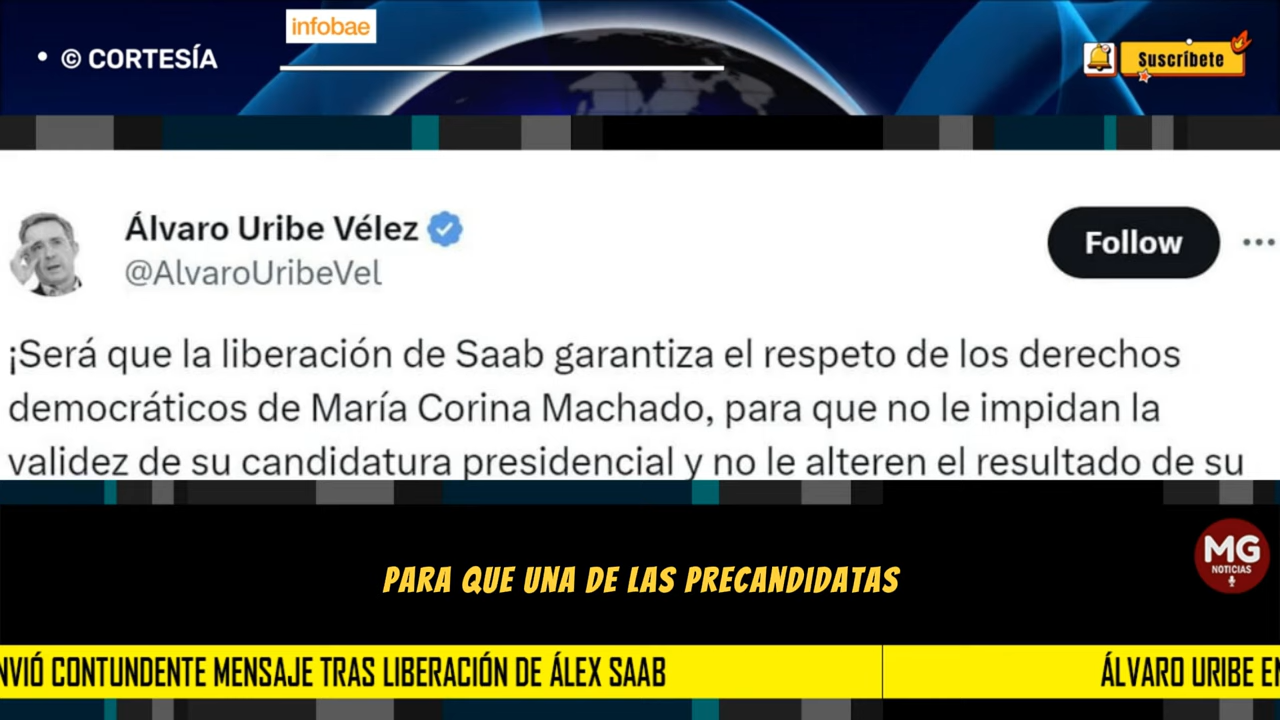 infobae
• © CORTESÍA
Suscríbete
Álvaro Uribe Vélez
@AlvaroUribeVel
Follow
¡Será que la liberación de Saab garantiza el respeto de los derechos
democráticos de María Corina Machado, para que no le impidan la
validez de su candidatura presidencial y no le alteren el resultado de su
MG
NOTICIAS
PARA QUE UNA DE LAS PRECANDIDATAS
NVIÓ CONTUNDENTE MENSAJE TRAS LIBERACIÓN DE ÁLEX SAAB
ÁLVARO URIBE EN